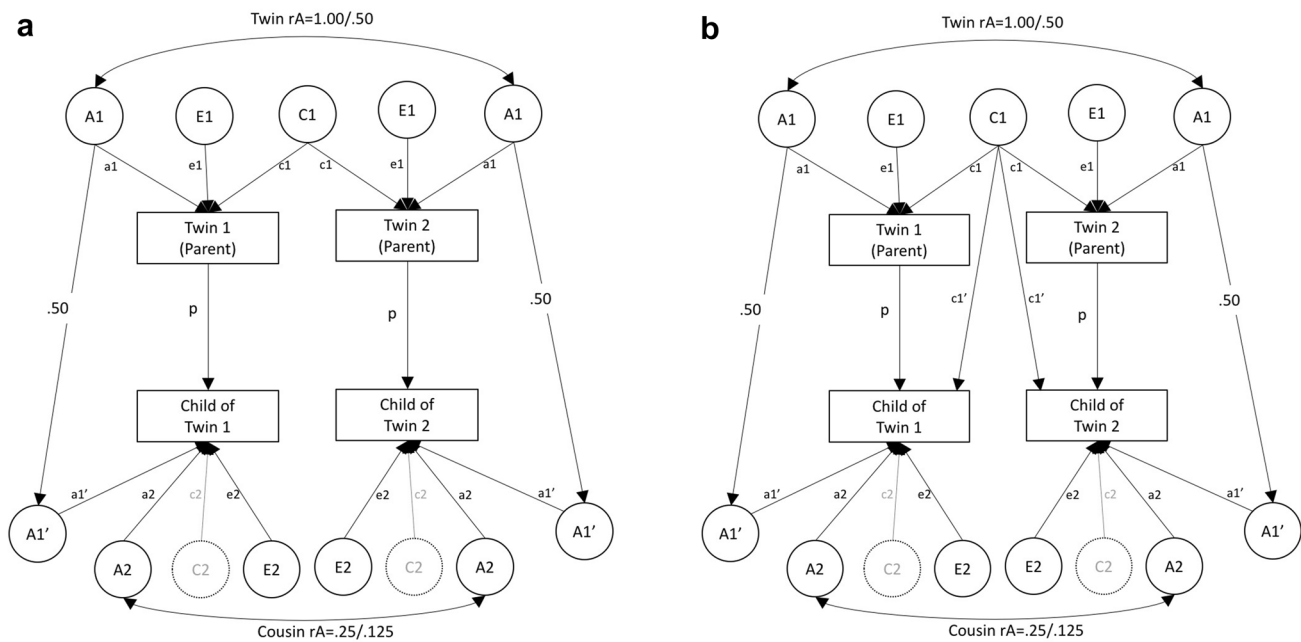 a
Twin rA=1.00/.50
A1
E1
C1
E1
A1
a1
e1
c1
c1
e1
a1
Twin 1
(Parent)
Twin 2
(Parent)
.50
p
p
.50
Child of
Twin 1
Child of
Twin 2
a1'
a2
c2
e2
e2
c2
a2
a1'
A1'
A2
C2
E2
E2
C2
A2
A1'
Cousin rA=.25/.125
b
Twin rA=1.00/.50
A1
E1
C1
E1
A1
a1
e1
c1
c1
e1
a1
Twin 1
(Parent)
Twin 2
(Parent)
.50
p
c1'
c1'
p
.50
Child of
Twin 1
Child of
Twin 2
a1'
a2
c2
e2
e2
c2
a2
a1'
A1'
A2
C2
E2
E2
C2
A2
A1'
Cousin rA=.25/.125